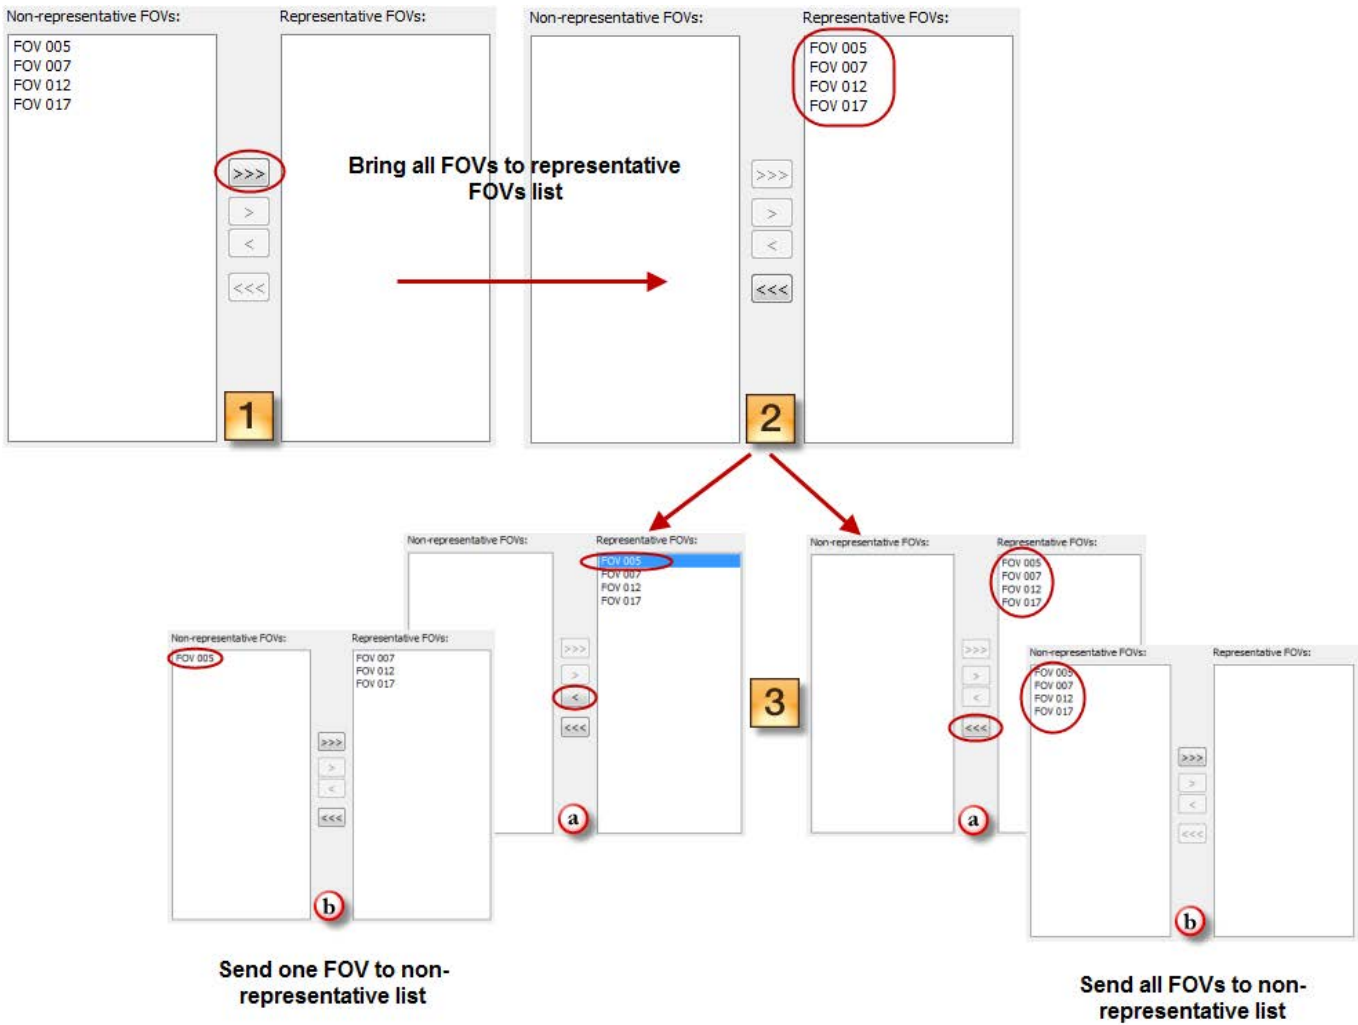 Non-representative FOVs:
Representative FOVs:
FOV 005
FOV 007
FOV 012
FOV 017
>>>
>
<
<<<
1
Bring all FOVs to representative
FOVs list
Non-representative FOVs:
Representative FOVs:
FOV 005
FOV 007
FOV 012
FOV 017
>>>
>
<
<<<
2
Non-representative FOVs:
Representative FOVs:
FOV 005
FOV 007
FOV 012
FOV 017
>>>
>
<
<<<
a
Non-representative FOVs:
Representative FOVs:
FOV 005
FOV 007
FOV 012
FOV 017
>>>
>
<
<<<
b
Send one FOV to non-
representative list
3
Non-representative FOVs:
Representative FOVs:
FOV 005
FOV 007
FOV 012
FOV 017
>>>
>
<
<<<
a
Non-representative FOVs:
Representative FOVs:
FOV 005
FOV 007
FOV 012
FOV 017
>>>
>
<
<<<
b
Send all FOVs to non-
representative list